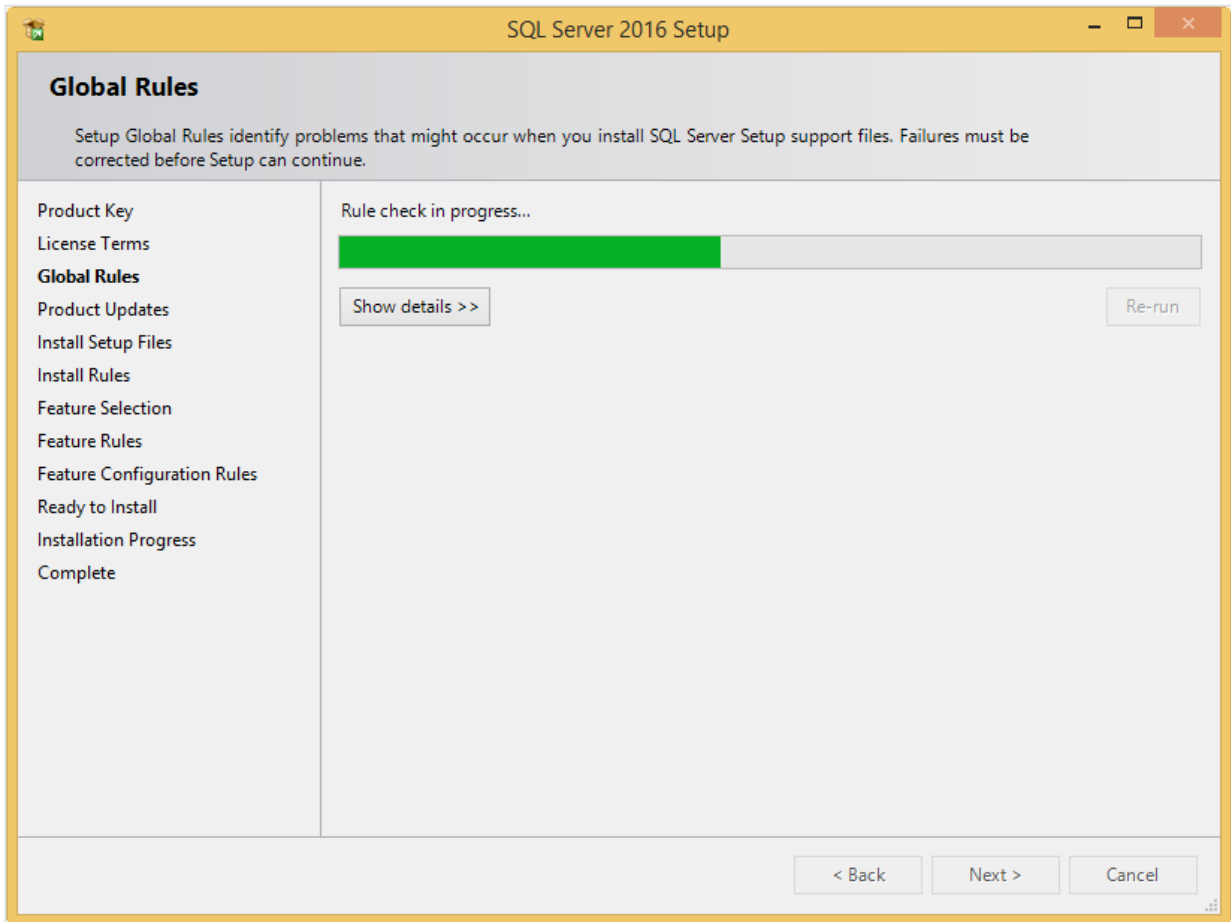 SQL Server 2016 Setup
Global Rules
Setup Global Rules identify problems that might occur when you install SQL Server Setup support files. Failures must be
corrected before Setup can continue.
Product Key
License Terms
Global Rules
Product Updates
Install Setup Files
Install Rules
Feature Selection
Feature Rules
Feature Configuration Rules
Ready to Install
Installation Progress
Complete
Rule check in progress...
Show details >>
Re-run
< Back
Next >
Cancel